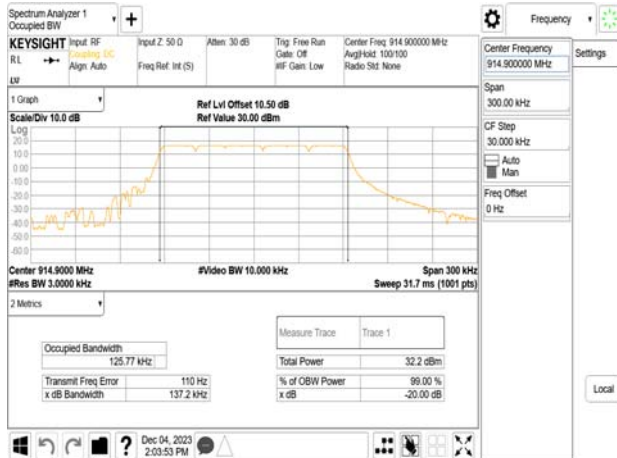 Spectrum Analyzer 1
Occupied BW
+
Frequency
KEYSIGHT
RL
LVI
Input: RF
Coupling: DC
Align: Auto
Input Z: 50 Ω
Freq Ref: Int (S)
Atten: 30 dB
Trig: Free Run
Gate: Off
#IF Gain: Low
Center Freq: 914.900000 MHz
Avg|Hold: 100/100
Radio Std: None
Center Frequency
914.900000 MHz
Settings
Span
300.00 kHz
CF Step
30.000 kHz
Auto
Man
Freq Offset
0 Hz
Local
1 Graph
Scale/Div 10.0 dB
Ref Lvl Offset 10.50 dB
Ref Value 30.00 dBm
Log
20.0
10.0
0.00
-10.0
-20.0
-30.0
-40.0
-50.0
-60.0
Center 914.9000 MHz
#Res BW 3.0000 kHz
#Video BW 10.000 kHz
Span 300 kHz
Sweep 31.7 ms (1001 pts)
2 Metrics
Measure Trace Trace 1
Occupied Bandwidth
125.77 kHz
Total Power 32.2 dBm
Transmit Freq Error 110 Hz
% of OBW Power 99.00 %
x dB Bandwidth 137.2 kHz
x dB -20.00 dB
?
Dec 04, 2023
2:03:53 PM